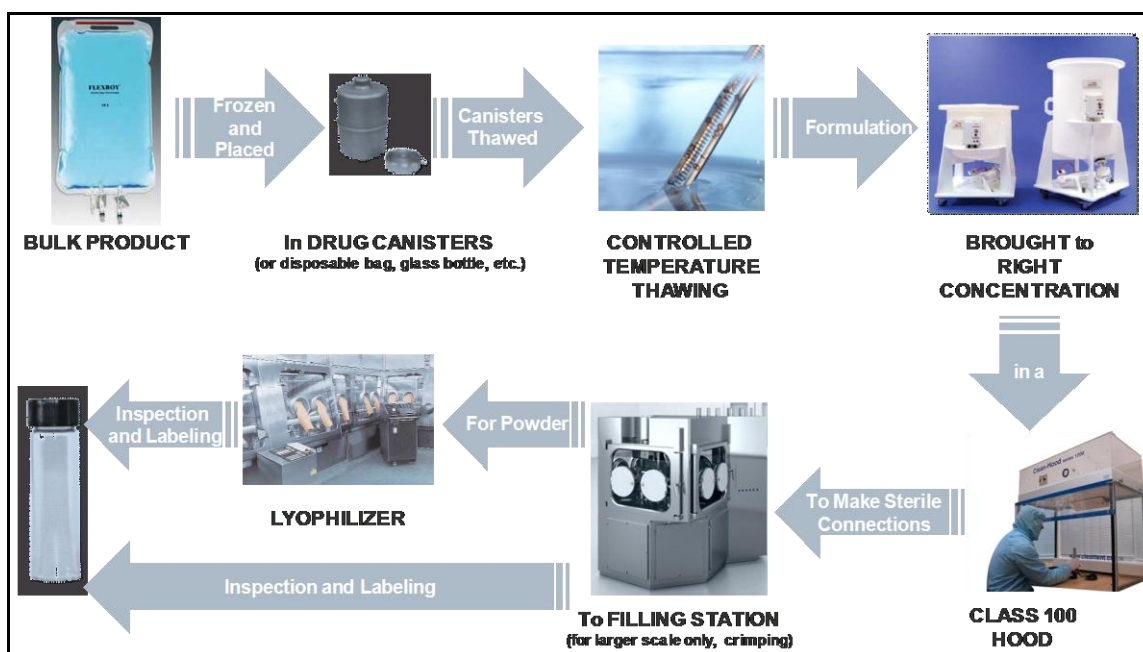 FLEXBOY
Frozen
and
Placed
Canisters
Thawed
Formulation
BULK PRODUCT
In DRUG CANISTERS
(or disposable bag, glass bottle, etc.)
CONTROLLED
TEMPERATURE
THAWING
BROUGHT to
RIGHT
CONCENTRATION
in a
Clean-Hood
CLASS 100
HOOD
To Make Sterile
Connections
To FILLING STATION
(for larger scale only, crimping)
For Powder
LYOPHILIZER
Inspection
and Labeling
Inspection and Labeling